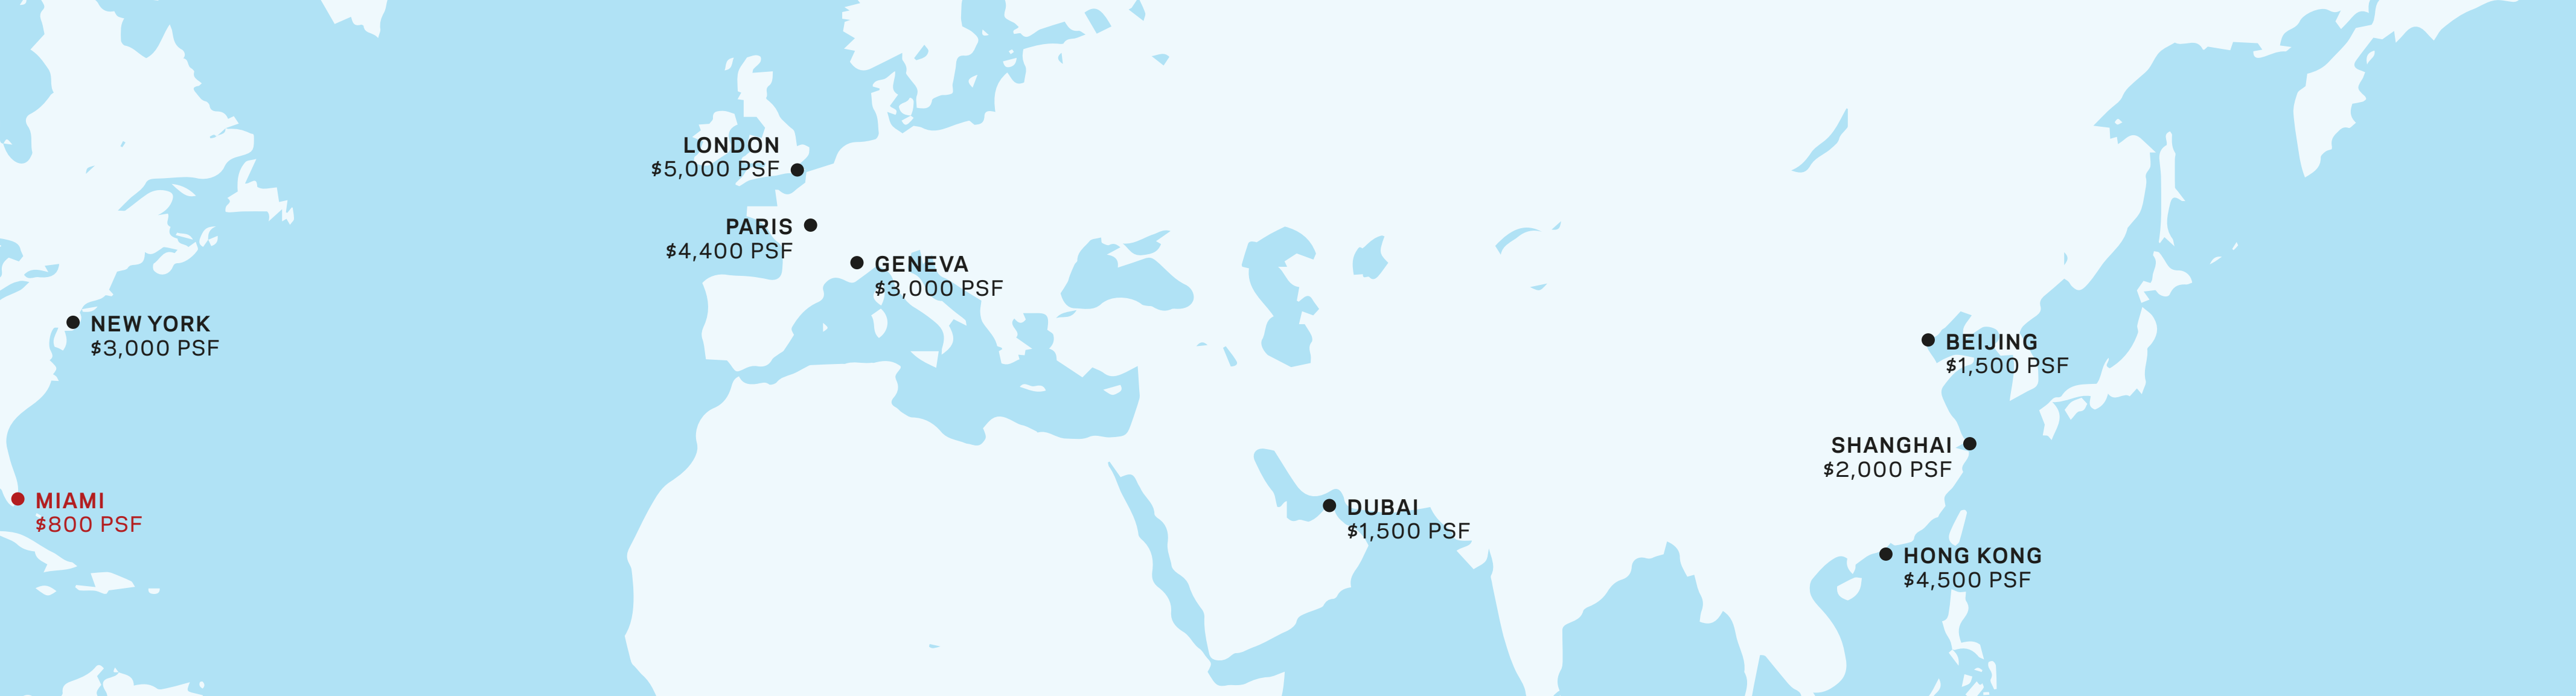 LONDON
$5,000 PSF
PARIS
$4,400 PSF
GENEVA
$3,000 PSF
NEW YORK
$3,000 PSF
BEIJING
$1,500 PSF
SHANGHAI
$2,000 PSF
MIAMI
$800 PSF
DUBAI
$1,500 PSF
HONG KONG
$4,500 PSF